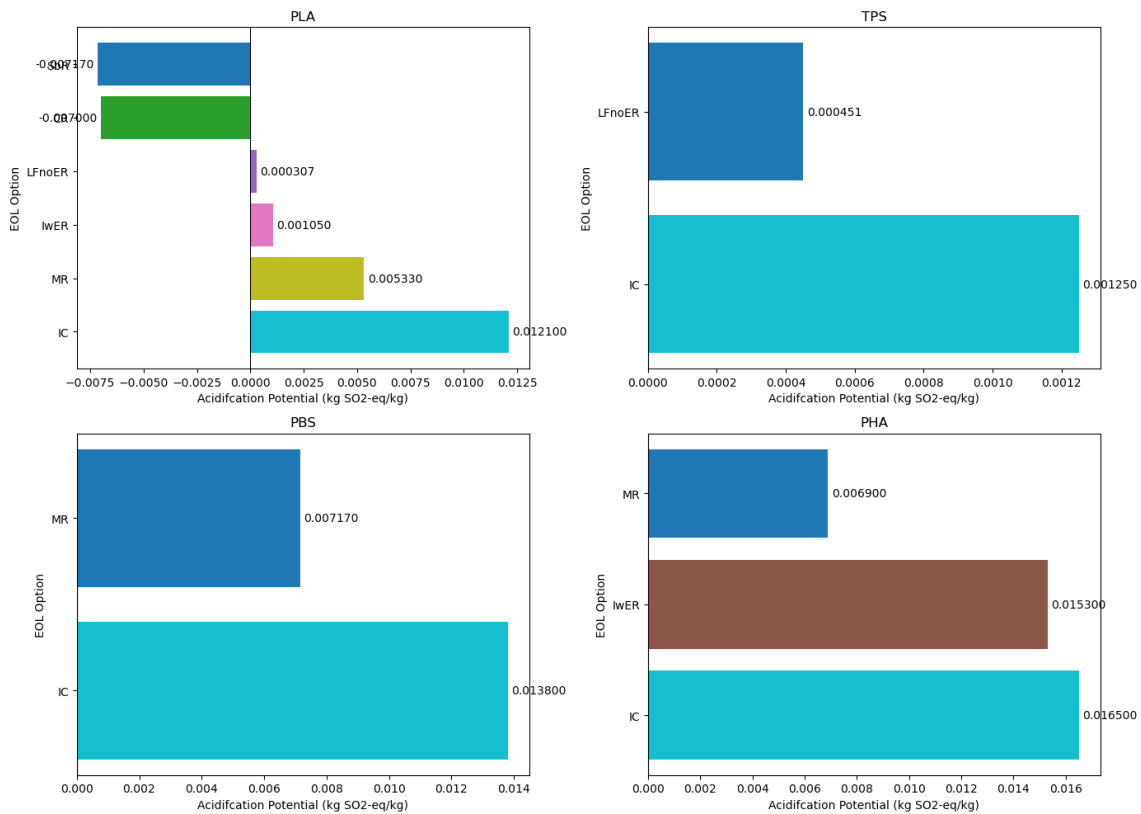 PLA
EOL Option
SbR
-0.007170
CR
-0.007000
LFnoER
0.000307
IwER
0.001050
MR
0.005330
IC
0.012100
−0.0075 −0.0050 −0.0025 0.0000 0.0025 0.0050 0.0075 0.0100 0.0125
Acidifcation Potential (kg SO2-eq/kg)
TPS
EOL Option
LFnoER
0.000451
IC
0.001250
0.0000 0.0002 0.0004 0.0006 0.0008 0.0010 0.0012
Acidifcation Potential (kg SO2-eq/kg)
PBS
EOL Option
MR
0.007170
IC
0.013800
0.000 0.002 0.004 0.006 0.008 0.010 0.012 0.014
Acidifcation Potential (kg SO2-eq/kg)
PHA
EOL Option
MR
0.006900
IwER
0.015300
IC
0.016500
0.000 0.002 0.004 0.006 0.008 0.010 0.012 0.014 0.016
Acidifcation Potential (kg SO2-eq/kg)